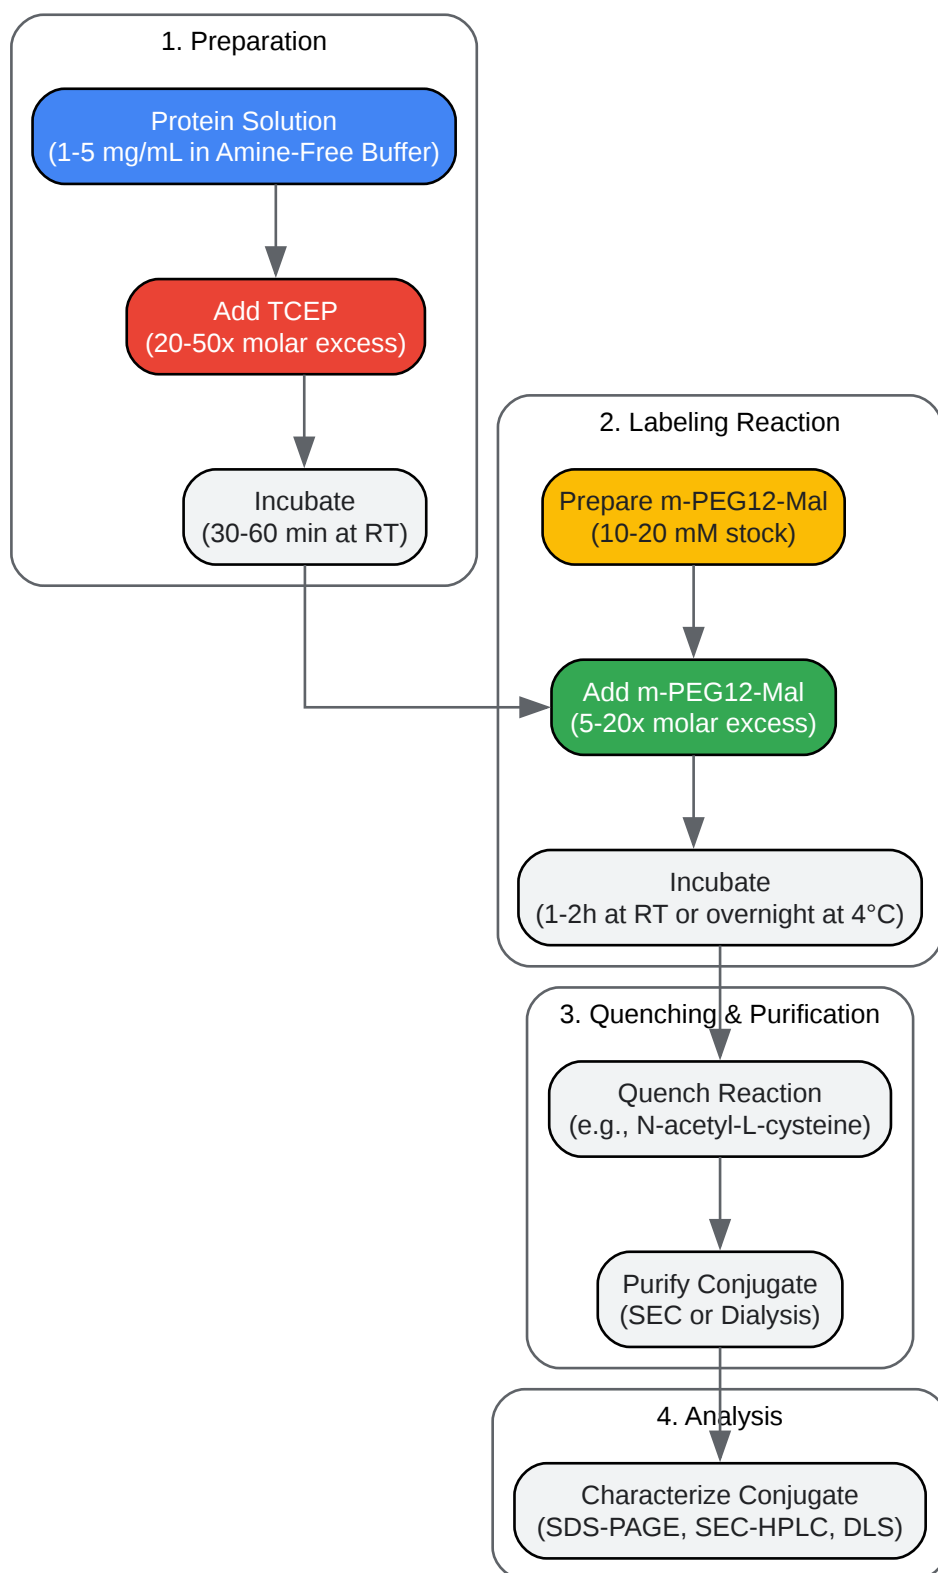 1. Preparation
Protein Solution
(1-5 mg/mL in Amine-Free Buffer)
Add TCEP
(20-50x molar excess)
Incubate
(30-60 min at RT)
2. Labeling Reaction
Prepare m-PEG12-Mal
(10-20 mM stock)
Add m-PEG12-Mal
(5-20x molar excess)
Incubate
(1-2h at RT or overnight at 4°C)
3. Quenching & Purification
Quench Reaction
(e.g., N-acetyl-L-cysteine)
Purify Conjugate
(SEC or Dialysis)
4. Analysis
Characterize Conjugate
(SDS-PAGE, SEC-HPLC, DLS)